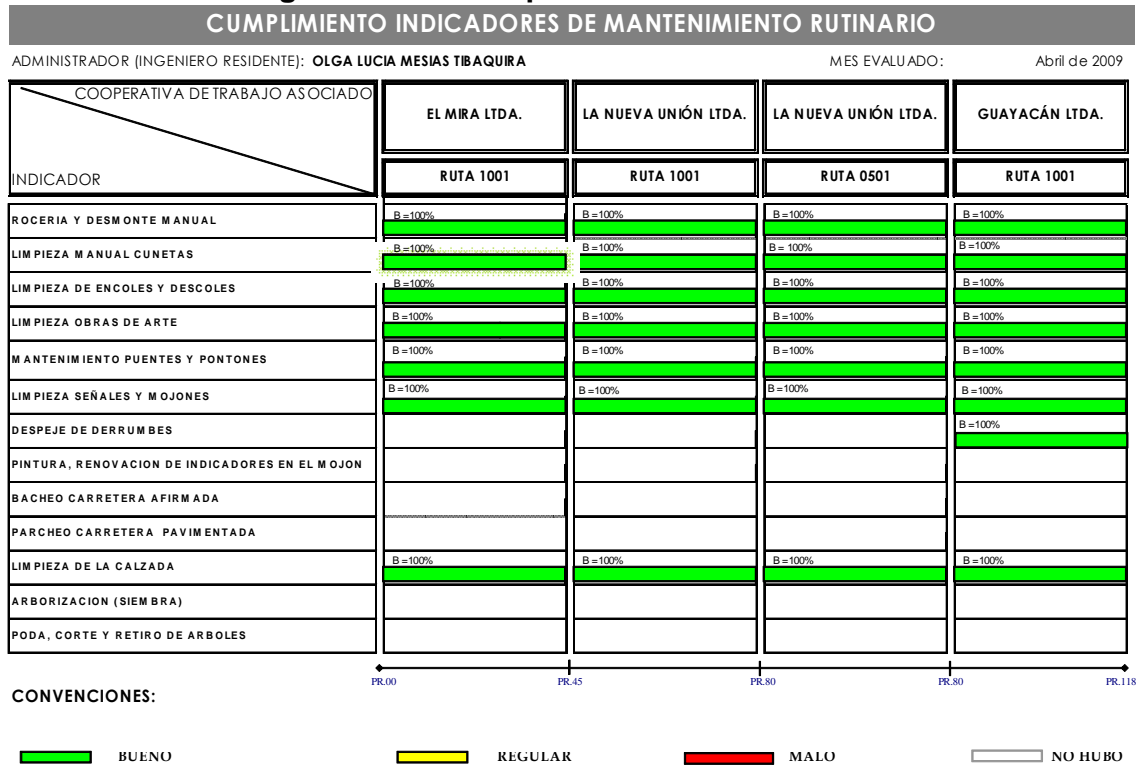 CUMPLIMIENTO INDICADORES DE MANTENIMIENTO RUTINARIO
ADMINISTRADOR (INGENIERO RESIDENTE): OLGA LUCIA MESIAS TIBAQUIRA MES EVALUADO: Abril de 2009
COOPERATIVA DE TRABAJO ASOCIADO
EL MIRA LTDA. LA NUEVA UNIÓN LTDA. LA NUEVA UNIÓN LTDA. GUAYACÁN LTDA.
INDICADOR RUTA 1001 RUTA 1001 RUTA 0501 RUTA 1001
ROCERIA Y DESMONTE MANUAL B=100% B=100% B=100% B=100%
LIMPIEZA MANUAL CUNETAS B=100% B=100% B= 100% B=100%
LIMPIEZA DE ENCOLES Y DESCOLES B=100% B=100% B=100% B=100%
LIMPIEZA OBRAS DE ARTE B=100% B=100% B=100% B=100%
MANTENIMIENTO PUENTES Y PONTONES B=100% B=100% B=100% B=100%
LIMPIEZA SEÑALES Y MOJONES B=100% B=100% B=100% B=100%
DESPEJE DE DERRUMBES B=100%
PINTURA, RENOVACION DE INDICADORES EN EL MOJON
BACHEO CARRETERA AFIRMADA
PARCHEO CARRETERA PAVIMENTADA
LIMPIEZA DE LA CALZADA B=100% B=100% B=100% B=100%
ARBORIZACION (SIEMBRA)
PODA, CORTE Y RETIRO DE ARBOLES
PR.00 PR.45 PR.80 PR.80 PR.118
CONVENCIONES:
BUENO REGULAR MALO NO HUBO